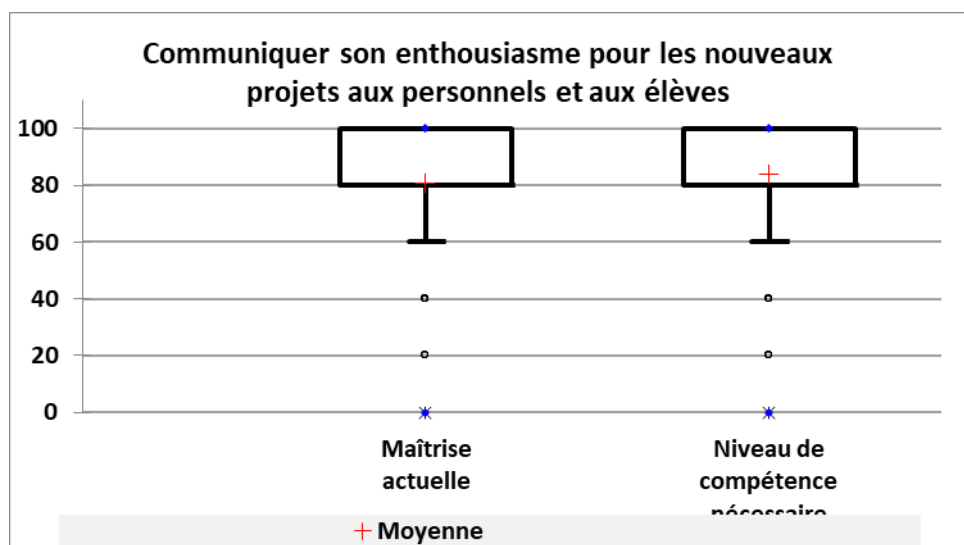 Communiquer son enthousiasme pour les nouveaux
projets aux personnels et aux élèves
100
80
60
40
20
0
Maîtrise
actuelle
Niveau de
compétence
nécessaire
Moyenne